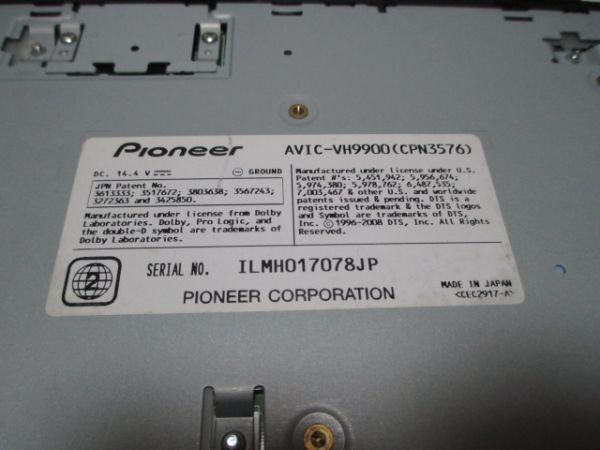 Pioneer
AVIC-VH9900(CPN3576)
DC. 14.4 V
GROUND
JPN Patent No.
3613333; 3517672; 3803638; 3567243;
3272363 and 3425850.
Manufactured under license from Dolby
Laboratories. Dolby, Pro Logic, and
the double-D symbol are trademarks of
Dolby Laboratories.
Manufactured under license under U.S.
Patent #'s: 5,451,942; 5,956,674;
5,974,380; 5,978,762; 6,487,535;
7,003,467 & other U.S. and worldwide
patents issued & pending. DTS is a
registered trademark & the DTS logos
and Symbol are trademarks of DTS,
Inc. © 1996-2008 DTS, Inc. All Rights
Reserved.
2
SERIAL NO. ILMH017078JP
PIONEER CORPORATION
MADE IN JAPAN
<CEC2917-A>